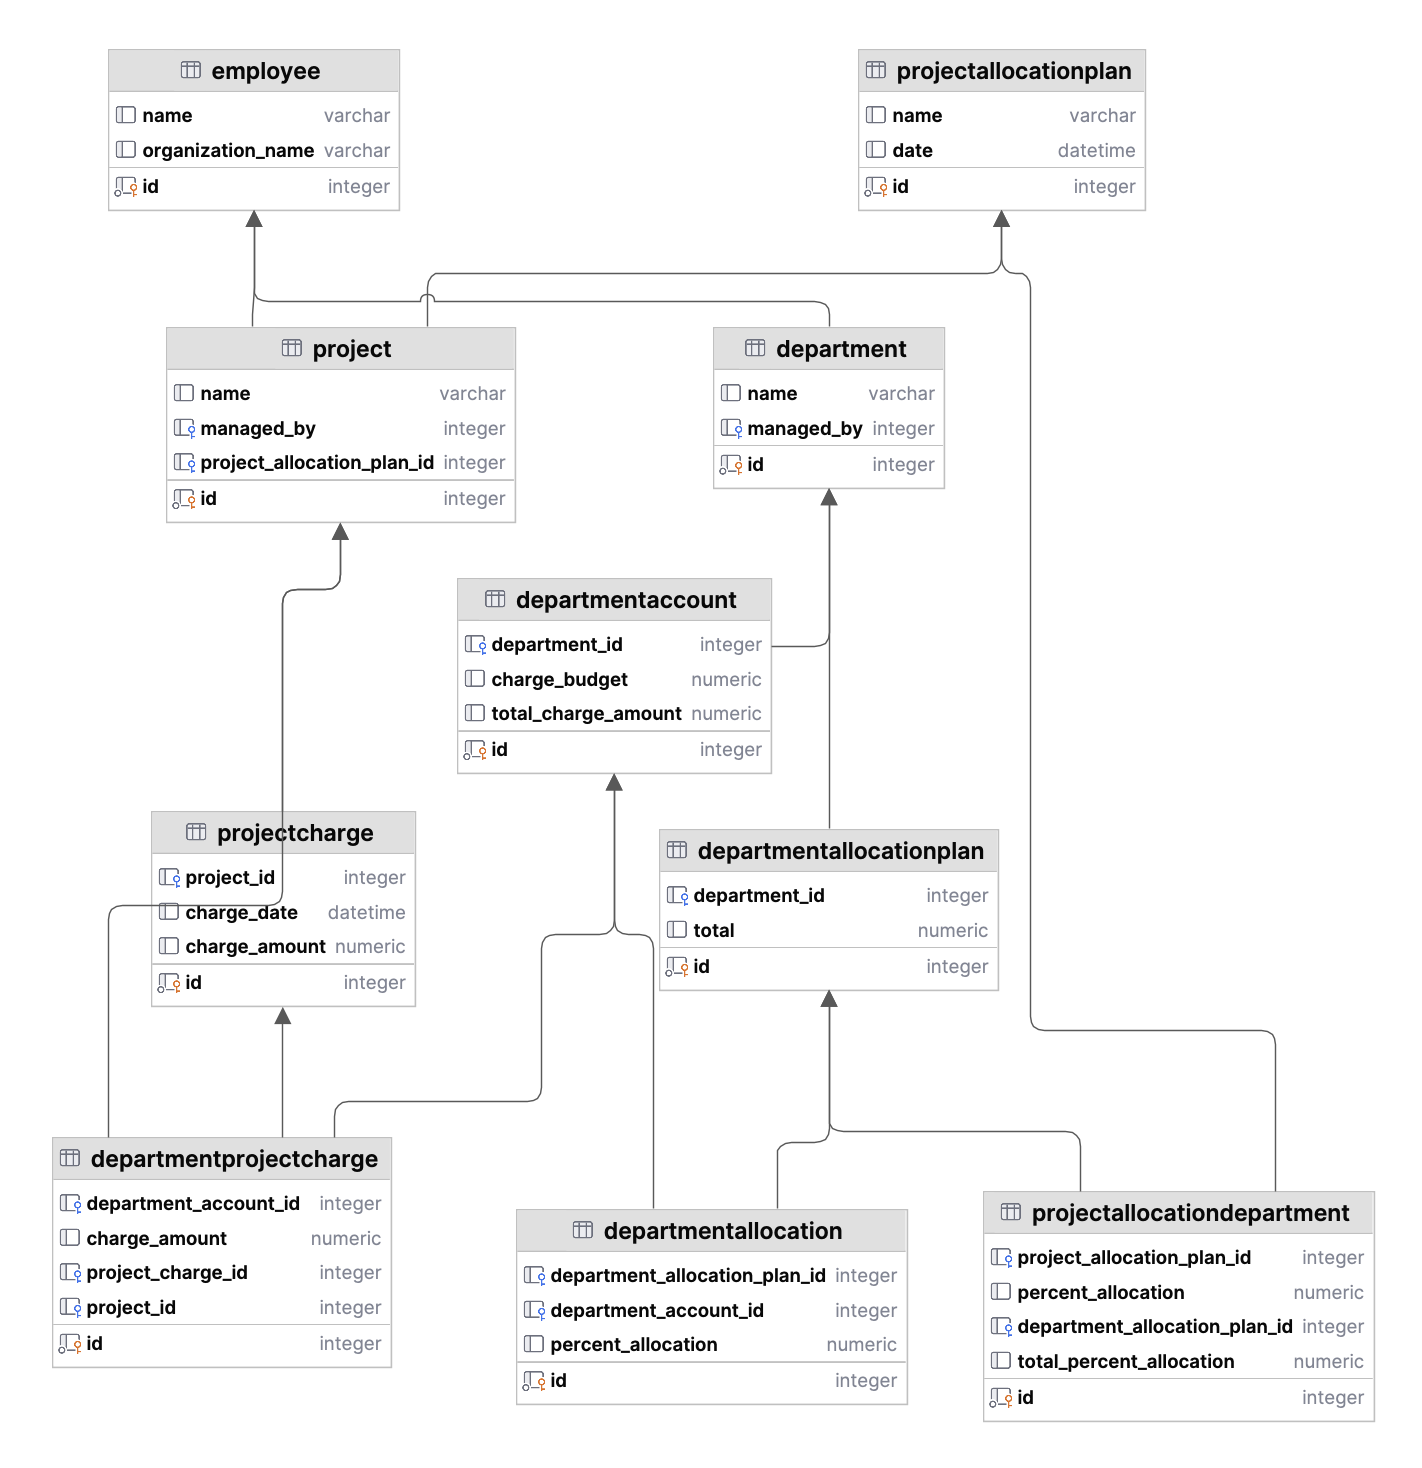 employee
name varchar
organization_name varchar
id integer
projectallocationplan
name varchar
date datetime
id integer
project
name varchar
managed_by integer
project_allocation_plan_id integer
id integer
department
name varchar
managed_by integer
id integer
departmentaccount
department_id integer
charge_budget numeric
total_charge_amount numeric
id integer
projectcharge
project_id integer
charge_date datetime
charge_amount numeric
id integer
departmentallocationplan
department_id integer
total numeric
id integer
departmentprojectcharge
department_account_id integer
charge_amount numeric
project_charge_id integer
project_id integer
id integer
departmentallocation
department_allocation_plan_id integer
department_account_id integer
percent_allocation numeric
id integer
projectallocationdepartment
project_allocation_plan_id integer
percent_allocation numeric
department_allocation_plan_id integer
total_percent_allocation numeric
id integer